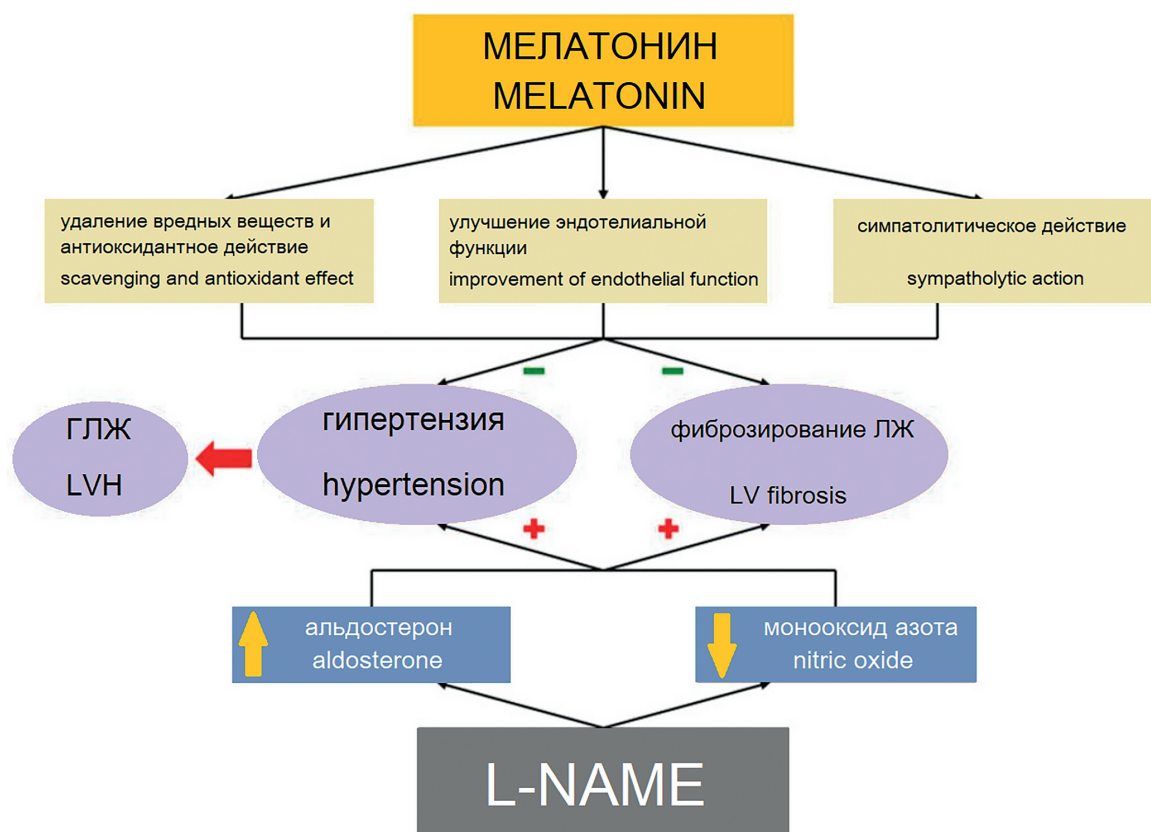 МЕЛАТОНИН
MELATONIN
удаление вредных веществ и
антиоксидантное действие
scavenging and antioxidant effect
улучшение эндотелиальной
функции
improvement of endothelial function
симпатолитическое действие
sympatholytic action
ГЛЖ
LVH
гипертензия
hypertension
фиброзирование ЛЖ
LV fibrosis
альдостерон
aldosterone
монооксид азота
nitric oxide
L-NAME